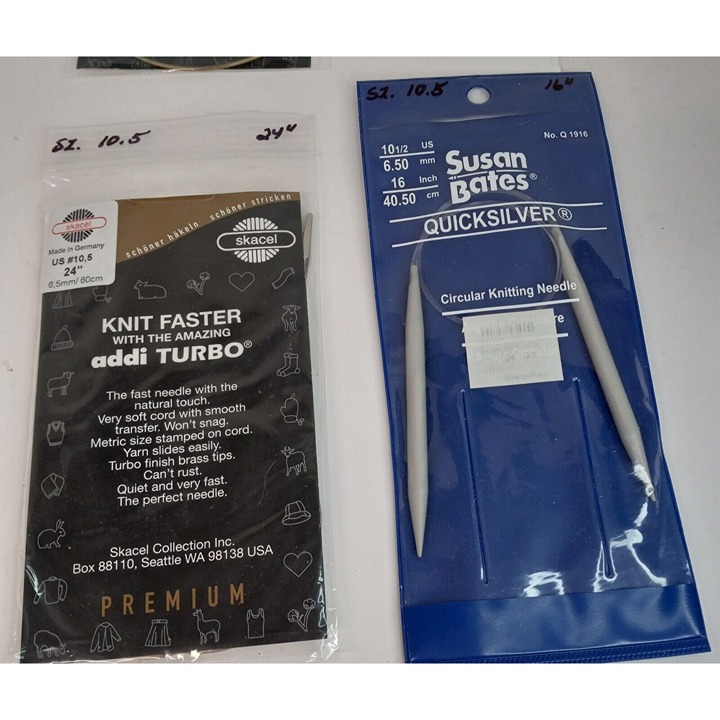 SZ. 10.5 24"
skacel
Made in Germany
US #10,5
24"
6,5mm/ 60cm
schöner häkeln schöner stricken
skacel
KNIT FASTER
WITH THE AMAZING
addi TURBO®
The fast needle with the
natural touch.
Very soft cord with smooth
transfer. Won't snag.
Metric size stamped on cord.
Yarn slides easily.
Turbo finish brass tips.
Can't rust.
Quiet and very fast.
The perfect needle.
Skacel Collection Inc.
Box 88110, Seattle WA 98138 USA
PREMIUM
SZ. 10.5 16"
No. Q 1916
10 1/2 US
6.50 mm
16 Inch
40.50 cm
Susan
Bates®
QUICKSILVER®
Circular Knitting Needle